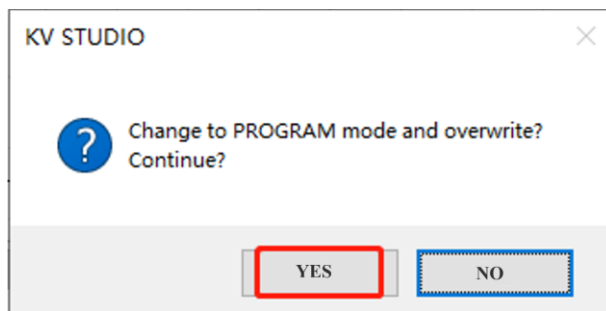 KV STUDIO
Change to PROGRAM mode and overwrite?
Continue?
YES
NO